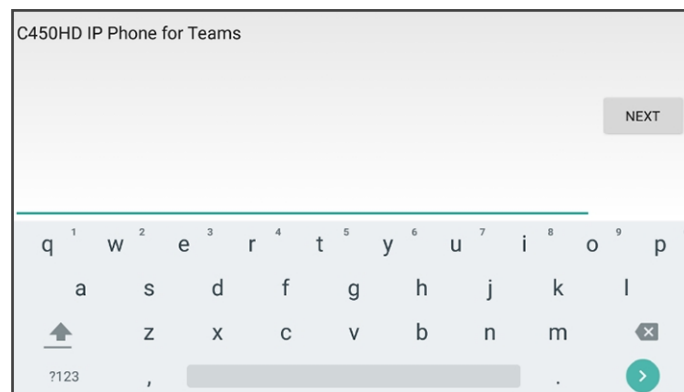 C450HD IP Phone for Teams
NEXT
q 1 w 2 e 3 r 4 t 5 y 6 u 7 i 8 o 9 p
a s d f g h j k l
z x c v b n m
?123 , .